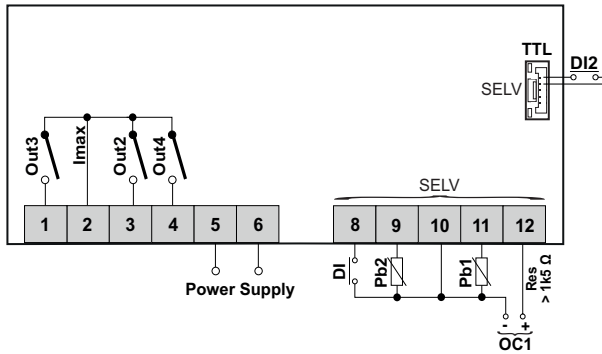 TTL
DI2
SELV
Out3
Imax
Out2
Out4
SELV
1 2 3 4 5 6
8 9 10 11 12
Power Supply
DI
Pb2
Pb1
Res
> 1k5 Ω
- +
OC1